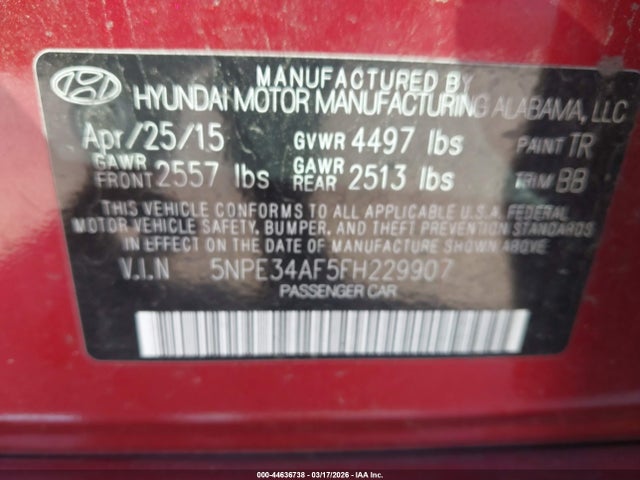 MANUFACTURED BY
HYUNDAI MOTOR MANUFACTURING ALABAMA, LLC
Apr/25/15 GVWR 4497 lbs PAINT TR
GAWR FRONT 2557 lbs GAWR REAR 2513 lbs TRIM BB
THIS VEHICLE CONFORMS TO ALL APPLICABLE U.S.A. FEDERAL
MOTOR VEHICLE SAFETY, BUMPER, AND THEFT PREVENTION STANDARDS
IN EFFECT ON THE DATE OF MANUFACTURE SHOWN ABOVE.
V.I.N 5NPE34AF5FH229907
PASSENGER CAR
000-44636738 - 03/17/2026 - IAA Inc.